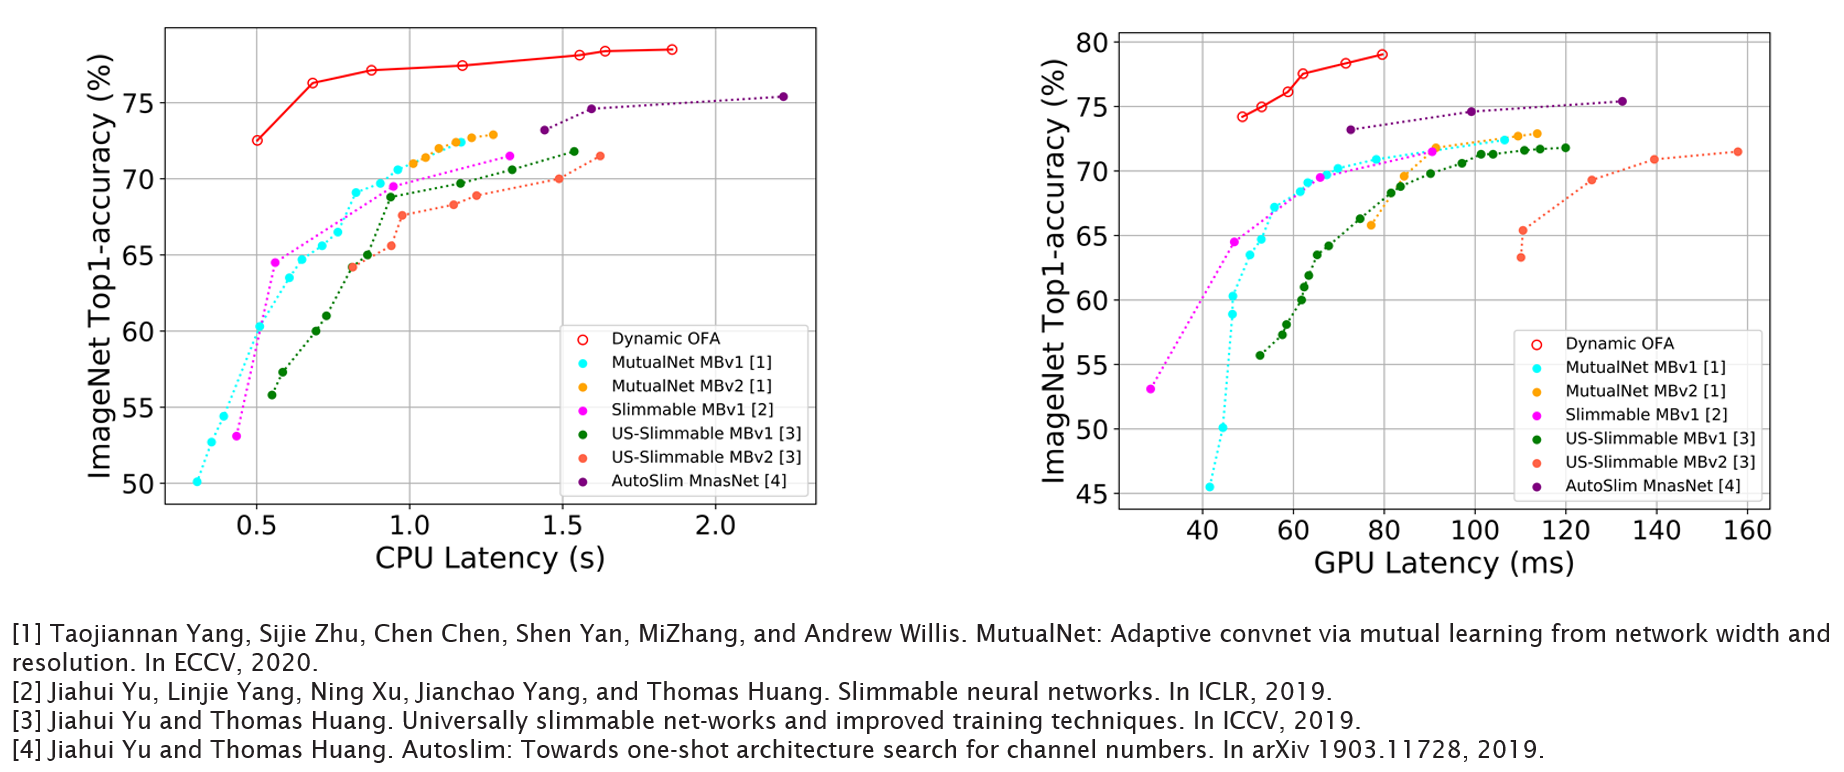 ImageNet Top1-accuracy (%)
75
70
65
60
55
50
0.5 1.0 1.5 2.0
CPU Latency (s)
Dynamic OFA
MutualNet MBv1 [1]
MutualNet MBv2 [1]
Slimmable MBv1 [2]
US-Slimmable MBv1 [3]
US-Slimmable MBv2 [3]
AutoSlim MnasNet [4]
ImageNet Top1-accuracy (%)
80
75
70
65
60
55
50
45
40 60 80 100 120 140 160
GPU Latency (ms)
Dynamic OFA
MutualNet MBv1 [1]
MutualNet MBv2 [1]
Slimmable MBv1 [2]
US-Slimmable MBv1 [3]
US-Slimmable MBv2 [3]
AutoSlim MnasNet [4]
[1] Taojiannan Yang, Sijie Zhu, Chen Chen, Shen Yan, MiZhang, and Andrew Willis. MutualNet: Adaptive convnet via mutual learning from network width and
resolution. In ECCV, 2020.
[2] Jiahui Yu, Linjie Yang, Ning Xu, Jianchao Yang, and Thomas Huang. Slimmable neural networks. In ICLR, 2019.
[3] Jiahui Yu and Thomas Huang. Universally slimmable net-works and improved training techniques. In ICCV, 2019.
[4] Jiahui Yu and Thomas Huang. Autoslim: Towards one-shot architecture search for channel numbers. In arXiv 1903.11728, 2019.